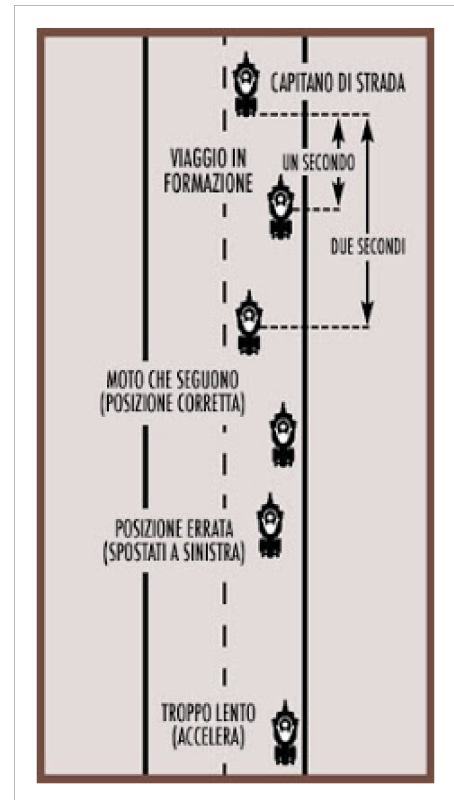 CAPITANO DI STRADA
VIAGGIO IN
FORMAZIONE
UN SECONDO
DUE SECONDI
MOTO CHE SEGUONO
(POSIZIONE CORRETTA)
POSIZIONE ERRATA
(SPOSTATI A SINISTRA)
TROPPO LENTO
(ACCELERA)